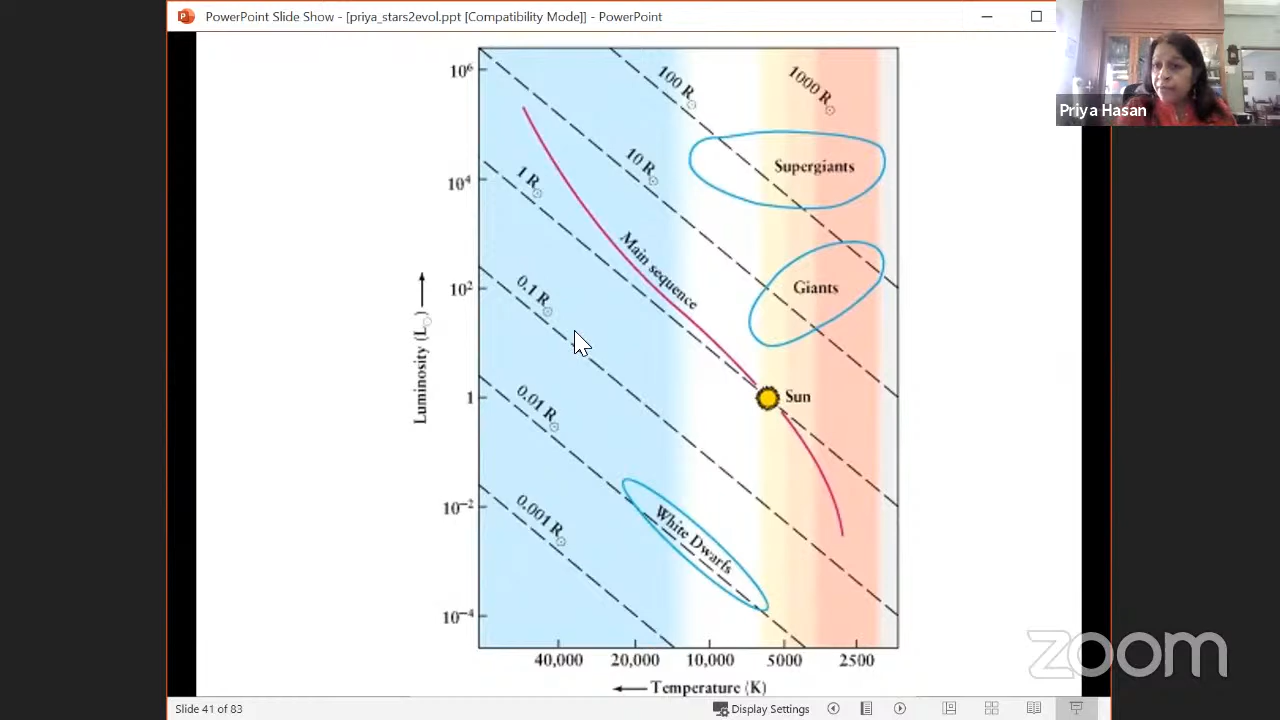 PowerPoint Slide Show - [priya_stars2evol.ppt [Compatibility Mode]] - PowerPoint
Priya Hasan
10⁶
10⁴
10²
1
10⁻²
10⁻⁴
Luminosity (L☉)
100 R☉
1000 R☉
10 R☉
1 R☉
0.1 R☉
0.01 R☉
0.001 R☉
Supergiants
Main sequence
Giants
Sun
White Dwarfs
40,000 20,000 10,000 5000 2500
Temperature (K)
zoom
Slide 41 of 83
Display Settings